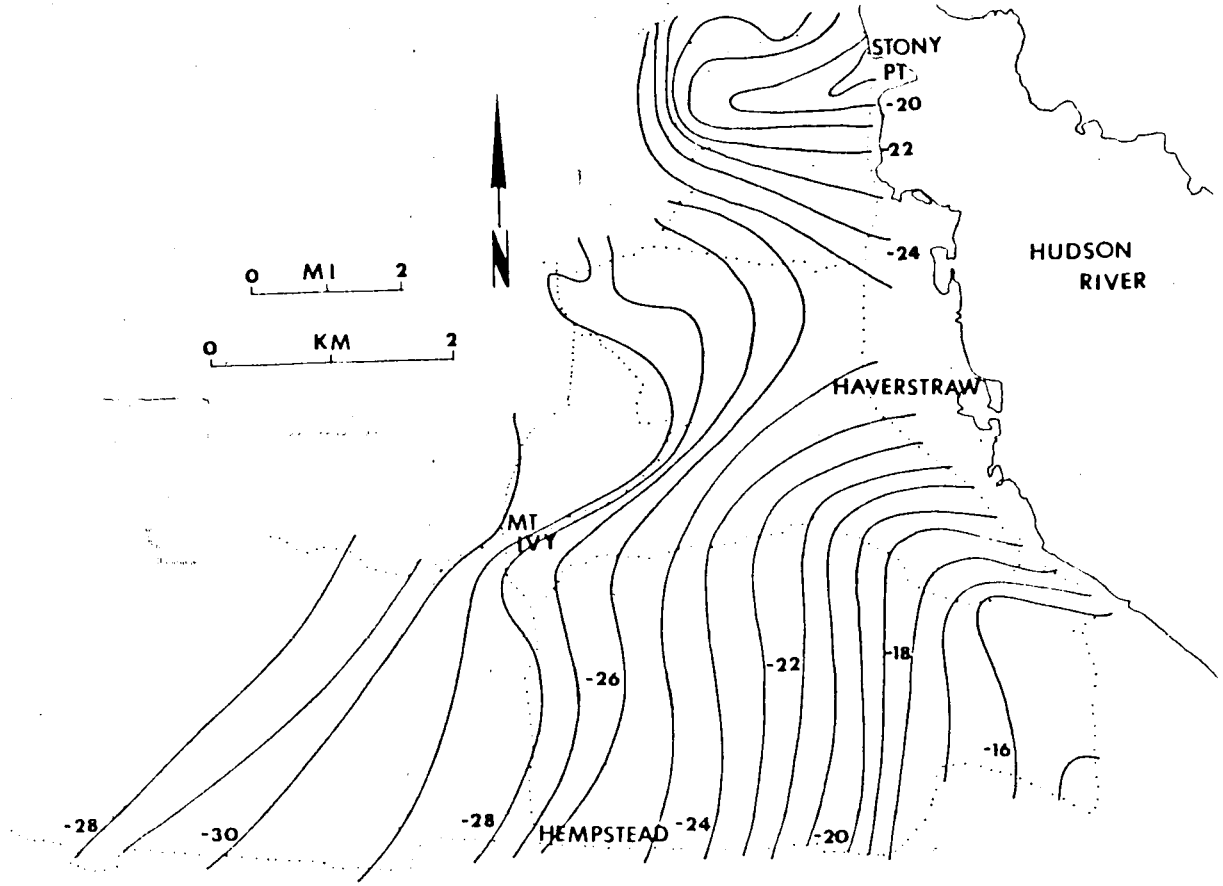 STONY
PT
-20
-22
N
-24
HUDSON
RIVER
0 MI 2
0 KM 2
HAVERSTRAW
MT
IVY
-26
-22
-18
-16
-28
-30
-28
HEMPSTEAD
-24
-20